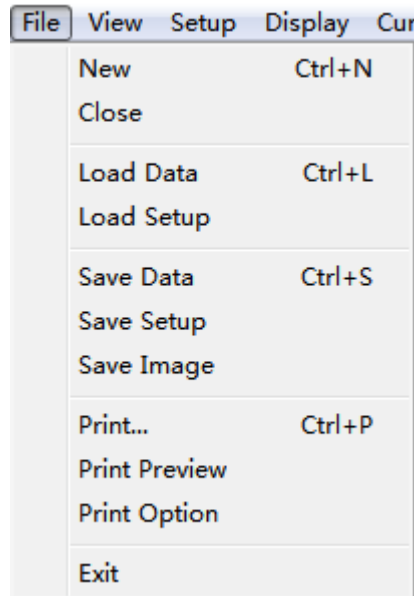 File View Setup Display Cur
New Ctrl+N
Close
Load Data Ctrl+L
Load Setup
Save Data Ctrl+S
Save Setup
Save Image
Print... Ctrl+P
Print Preview
Print Option
Exit